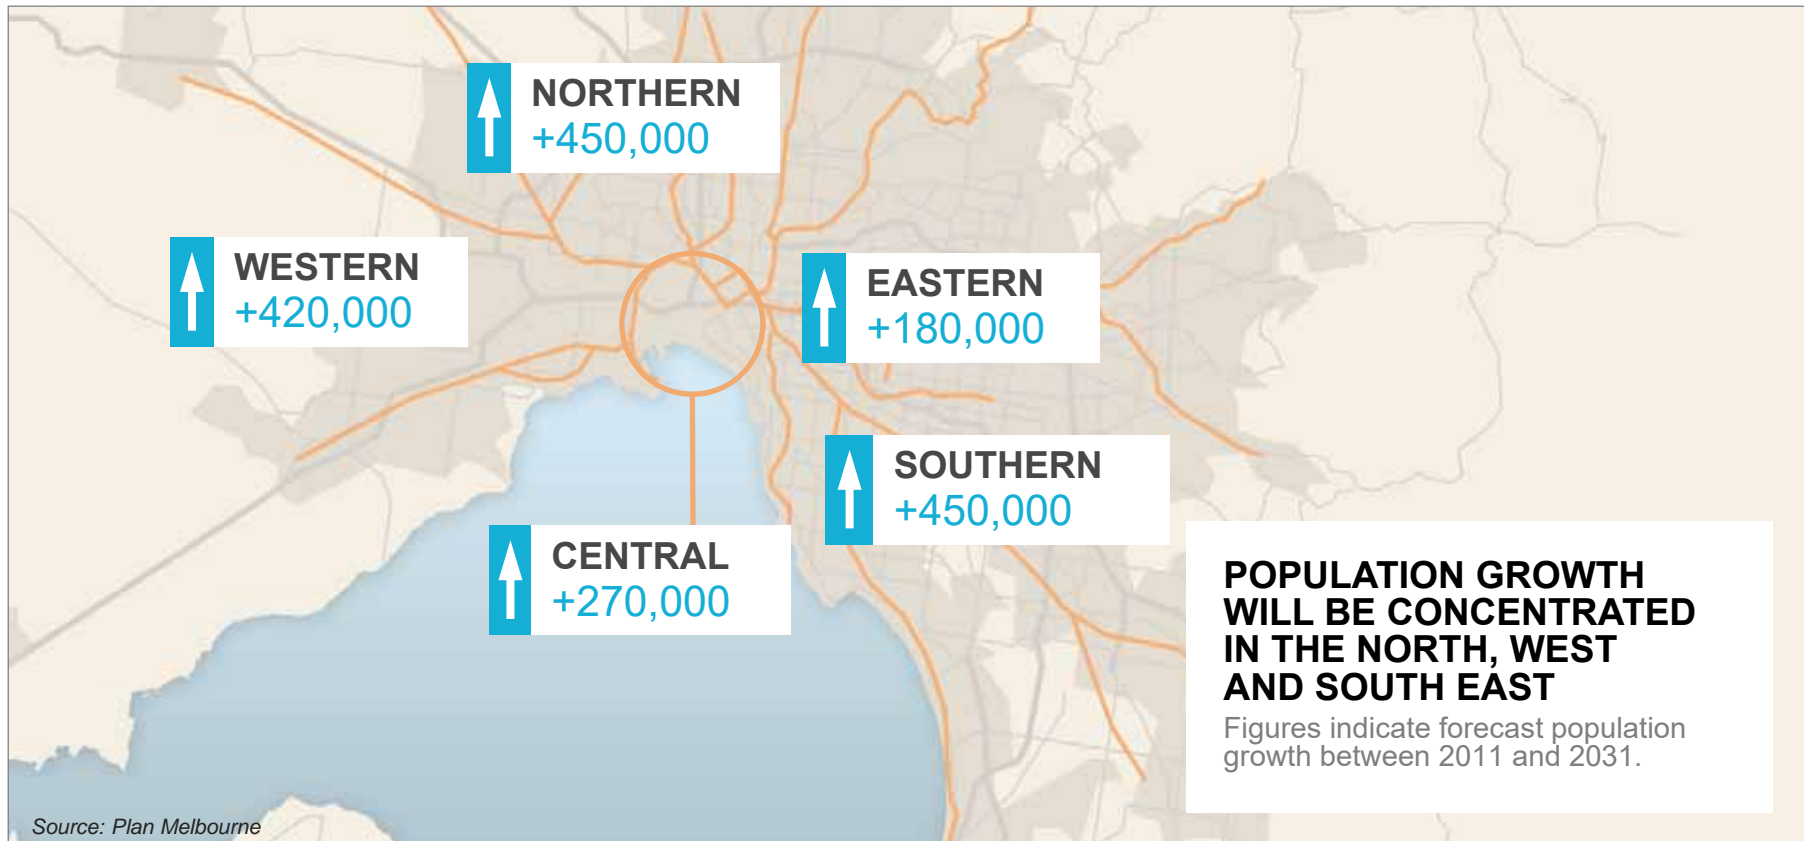 NORTHERN
+450,000
WESTERN
+420,000
EASTERN
+180,000
SOUTHERN
+450,000
CENTRAL
+270,000
POPULATION GROWTH
WILL BE CONCENTRATED
IN THE NORTH, WEST
AND SOUTH EAST
Figures indicate forecast population
growth between 2011 and 2031.
Source: Plan Melbourne